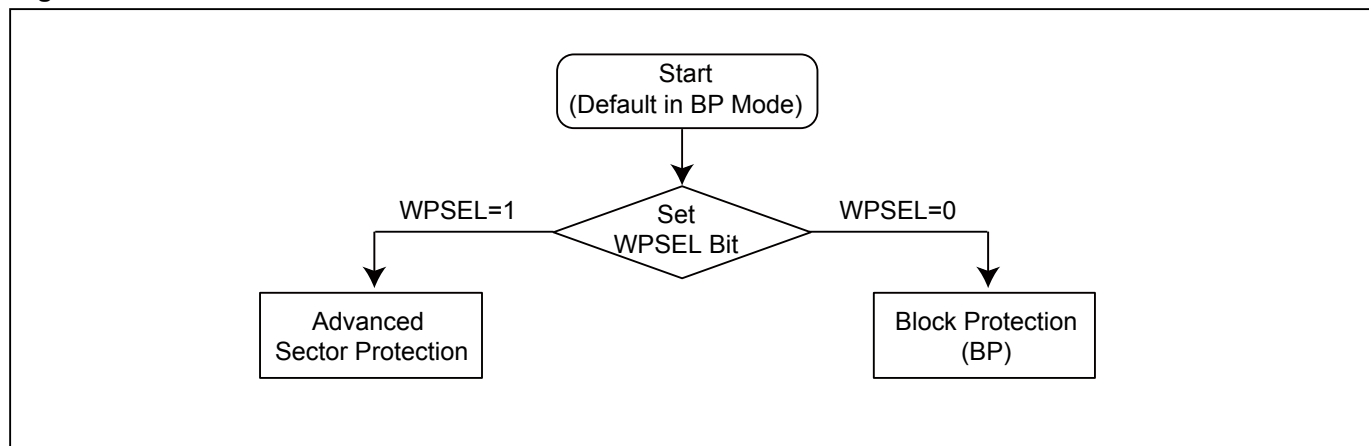 Start
(Default in BP Mode)
WPSEL=1
Set
WPSEL Bit
WPSEL=0
Advanced
Sector Protection
Block Protection
(BP)